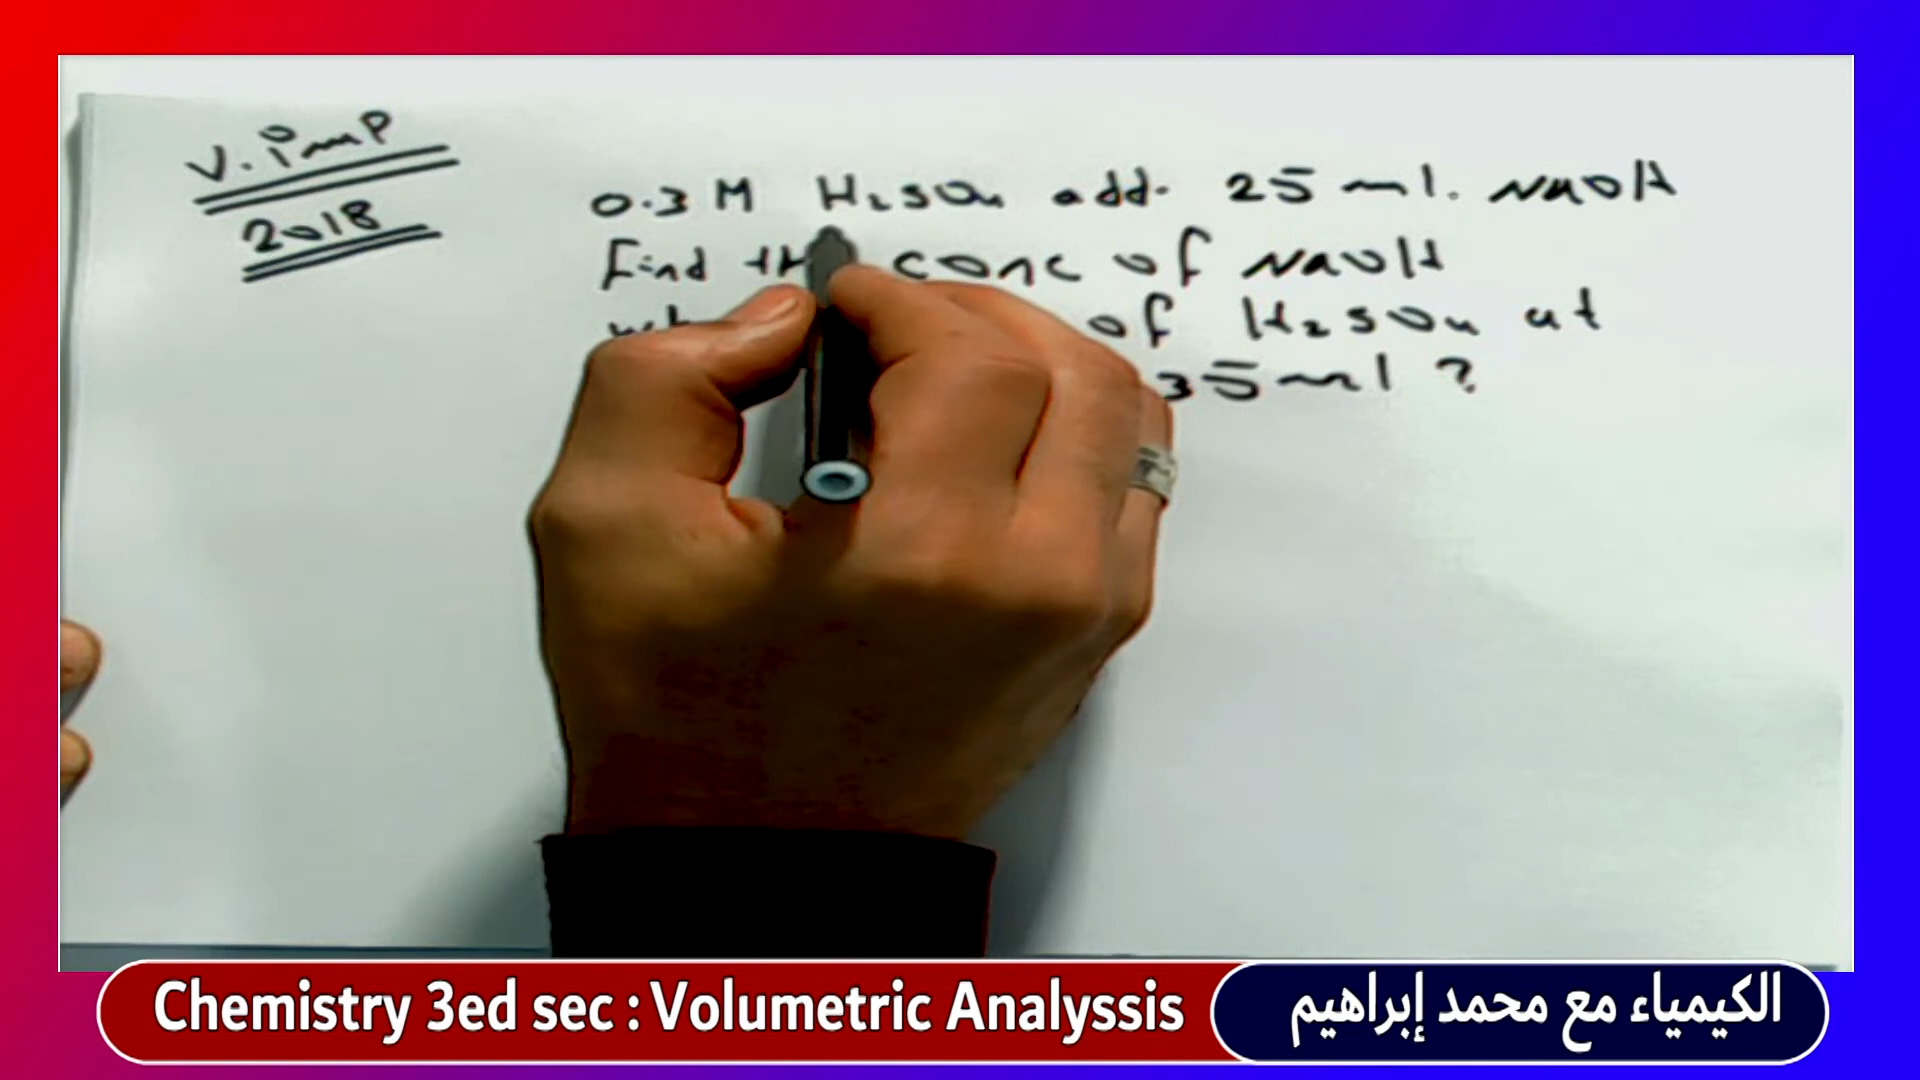 V. imp
2018
0.3 M H₂SO₄ add. 25 ml. NaOH
Find the conc of NaOH
of H₂SO₄ at
35 ml ?
Chemistry 3ed sec : Volumetric Analyssis
الكيمياء مع محمد إبراهيم